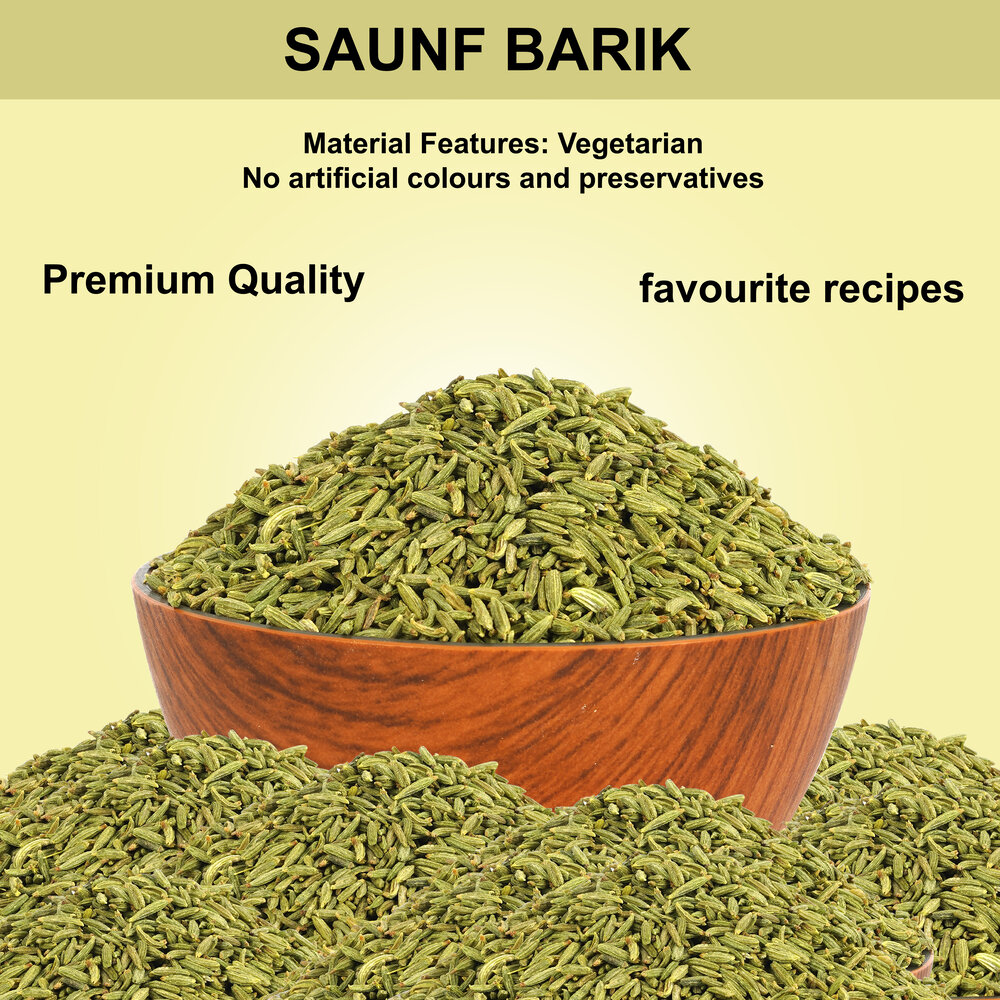 SAUNF BARIK
Material Features: Vegetarian
No artificial colours and preservatives
Premium Quality
favourite recipes